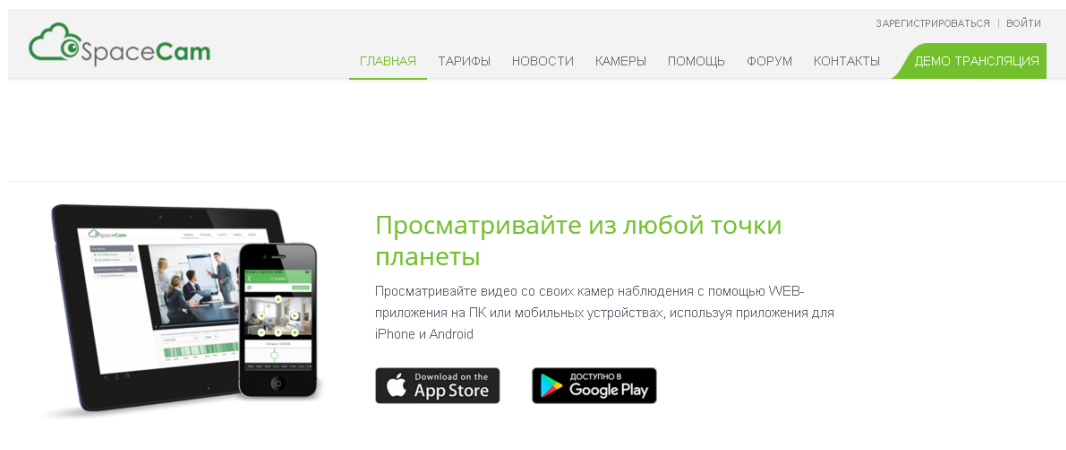 ЗАРЕГИСТРИРОВАТЬСЯ | ВОЙТИ
SpaceCam
ГЛАВНАЯ ТАРИФЫ НОВОСТИ КАМЕРЫ ПОМОЩЬ ФОРУМ КОНТАКТЫ ДЕМО ТРАНСЛЯЦИЯ
SpaceCam
Просматривайте из любой точки
планеты
Просматривайте видео со своих камер наблюдения с помощью WEB-
приложения на ПК или мобильных устройствах, используя приложения для
iPhone и Android
Download on the
App Store
ДОСТУПНО В
Google Play